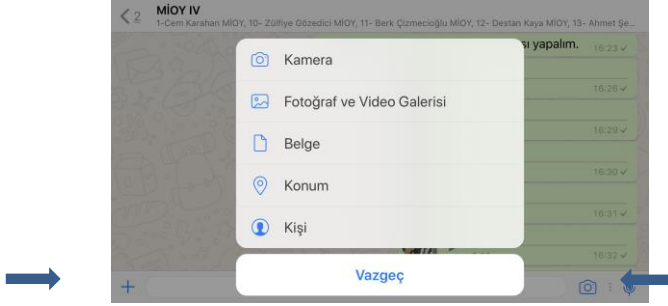 2
MİOY IV
1-Cem Karahan MİOY, 10- Zülfiye Gözedici MİOY, 11- Berk Çizmecioğlu MİOY, 12- Destan Kaya MİOY, 13- Ahmet Şe...
sı yapalım. 16:23
Kamera
16:26
Fotoğraf ve Video Galerisi
16:29
Belge
16:30
Konum
16:31
Kişi
16:32
Vazgeç